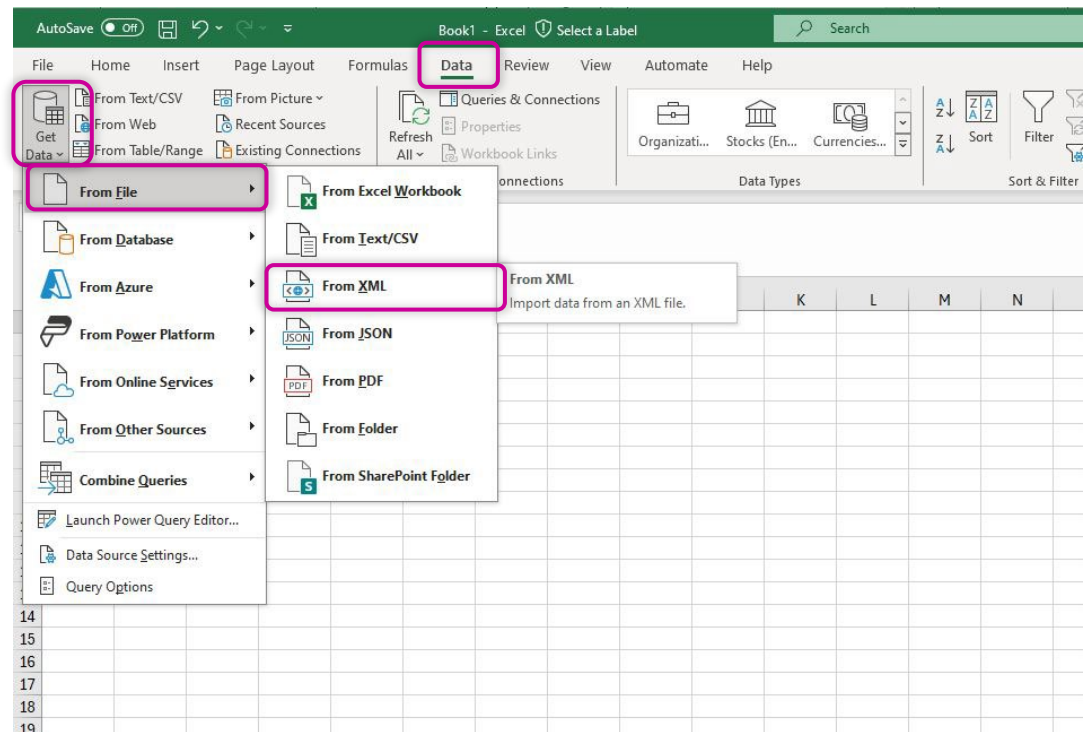 AutoSave Off Book1 - Excel Select a Label Search
File Home Insert Page Layout Formulas Data Review View Automate Help
Get Data
From Text/CSV
From Web
From Table/Range
From Picture
Recent Sources
Existing Connections
Refresh All
Queries & Connections
Properties
Workbook Links
onnections
Organizati... Stocks (En... Currencies...
Data Types
Sort
Filter
Sort & Filter
From File
From Database
From Azure
From Power Platform
From Online Services
From Other Sources
Combine Queries
Launch Power Query Editor...
Data Source Settings...
Query Options
From Excel Workbook
From Text/CSV
From XML
From JSON
From PDF
From Folder
From SharePoint Folder
From XML
Import data from an XML file.
K L M N
14
15
16
17
18
19